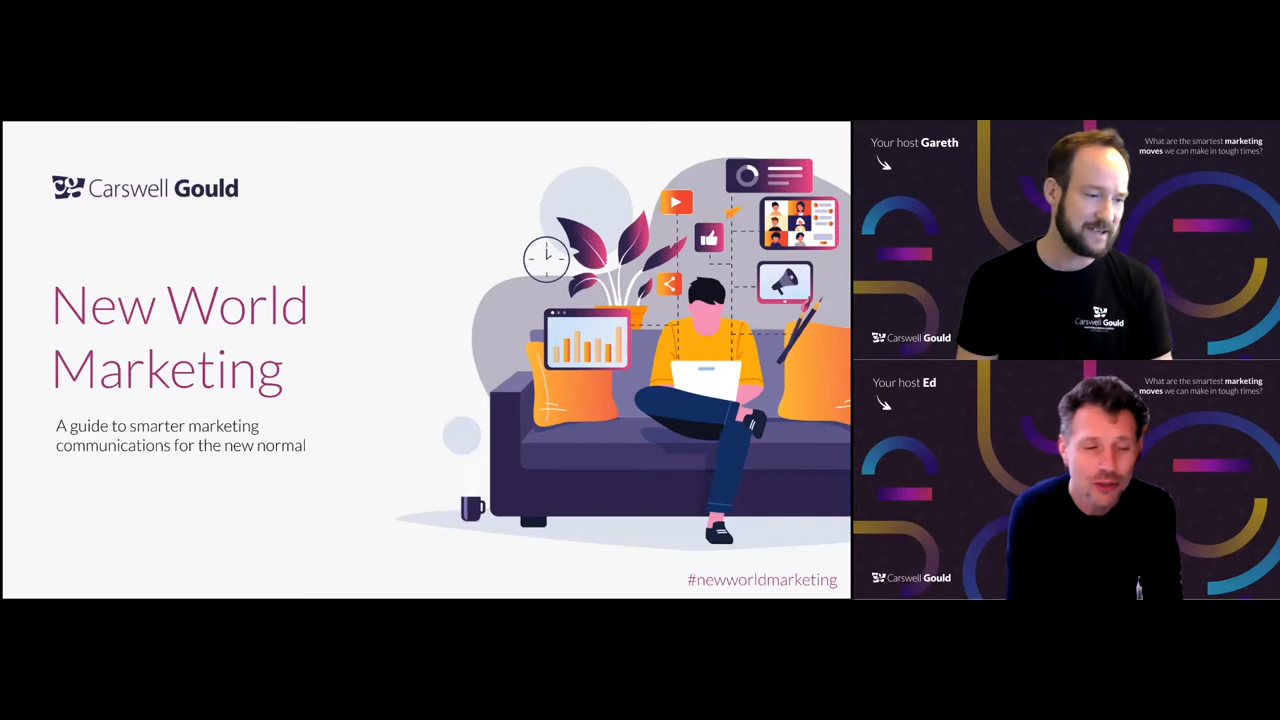 Carswell Gould
New World
Marketing
A guide to smarter marketing
communications for the new normal
#newworldmarketing
Your host Gareth
What are the smartest marketing
moves we can make in tough times?
Carswell Gould
Carswell Gould
Your host Ed
What are the smartest marketing
moves we can make in tough times?
Carswell Gould